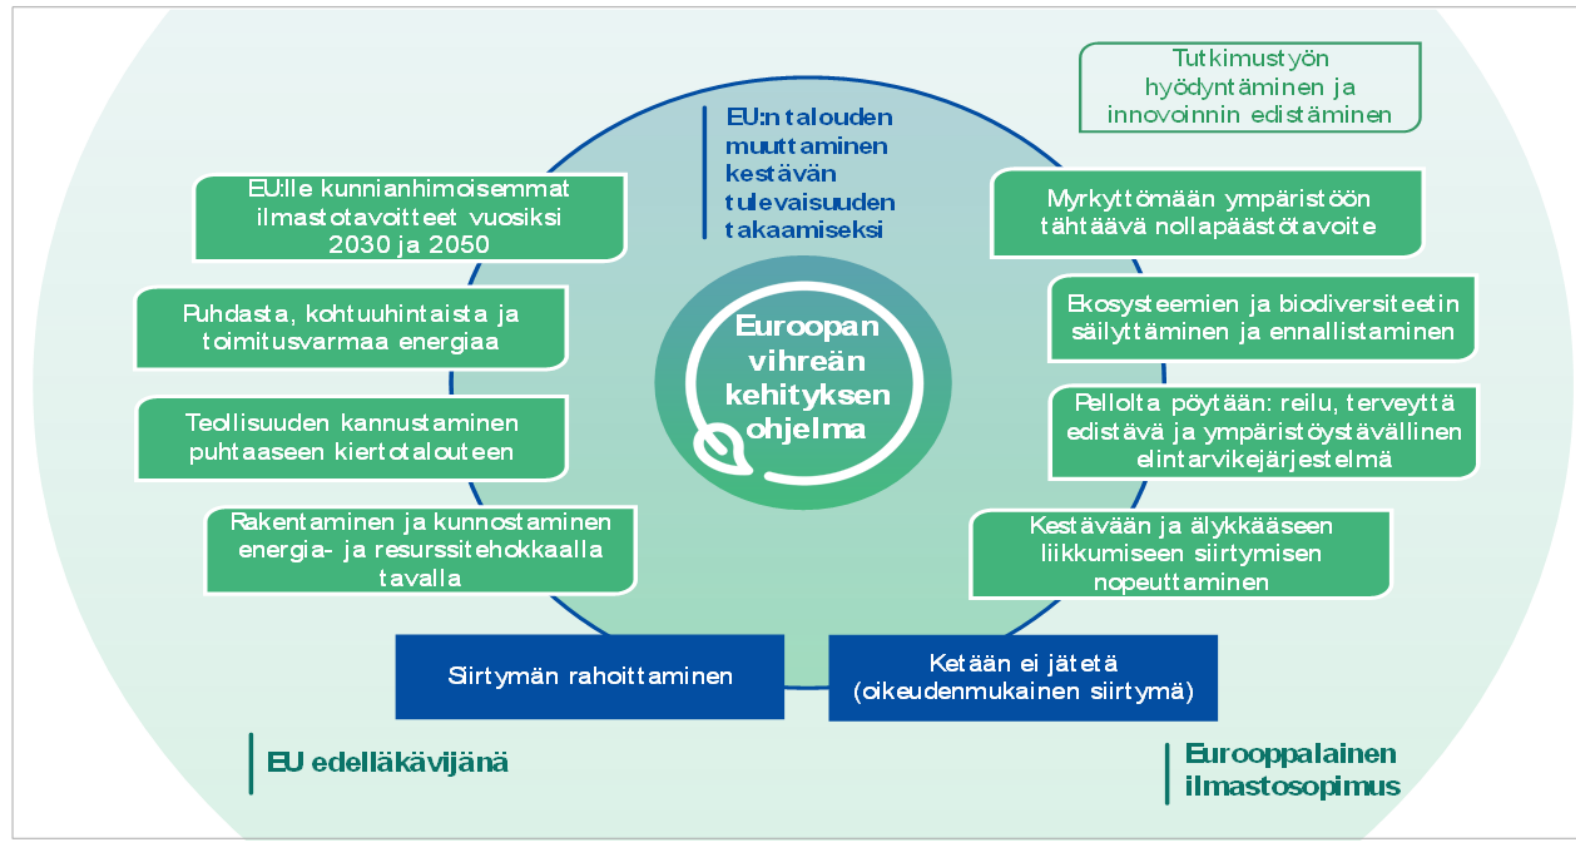 Tutkimustyön
hyödyntäminen ja
innovoinnin edistäminen
EU:n talouden
muuttaminen
kestävän
tulevaisuuden
takaamiseksi
EU:lle kunnianhimoisemmat
ilmastotavoitteet vuosiksi
2030 ja 2050
Puhdasta, kohtuuhintaista ja
toimitusvarmaa energiaa
Teollisuuden kannustaminen
puhtaaseen kiertotalouteen
Rakentaminen ja kunnostaminen
energia- ja resurssitehokkaalla
tavalla
Euroopan
vihreän
kehityksen
ohjelma
Myrkyttömään ympäristöön
tähtäävä nollapäästötavoite
Ekosysteemien ja biodiversiteetin
säilyttäminen ja ennallistaminen
Pellolta pöytään: reilu, terveyttä
edistävä ja ympäristöystävällinen
elintarvikejärjestelmä
Kestävään ja älykkääseen
liikkumiseen siirtymisen
nopeuttaminen
Siirtymän rahoittaminen
Ketään ei jätetä
(oikeudenmukainen siirtymä)
EU edelläkävijänä
Eurooppalainen
ilmastosopimus